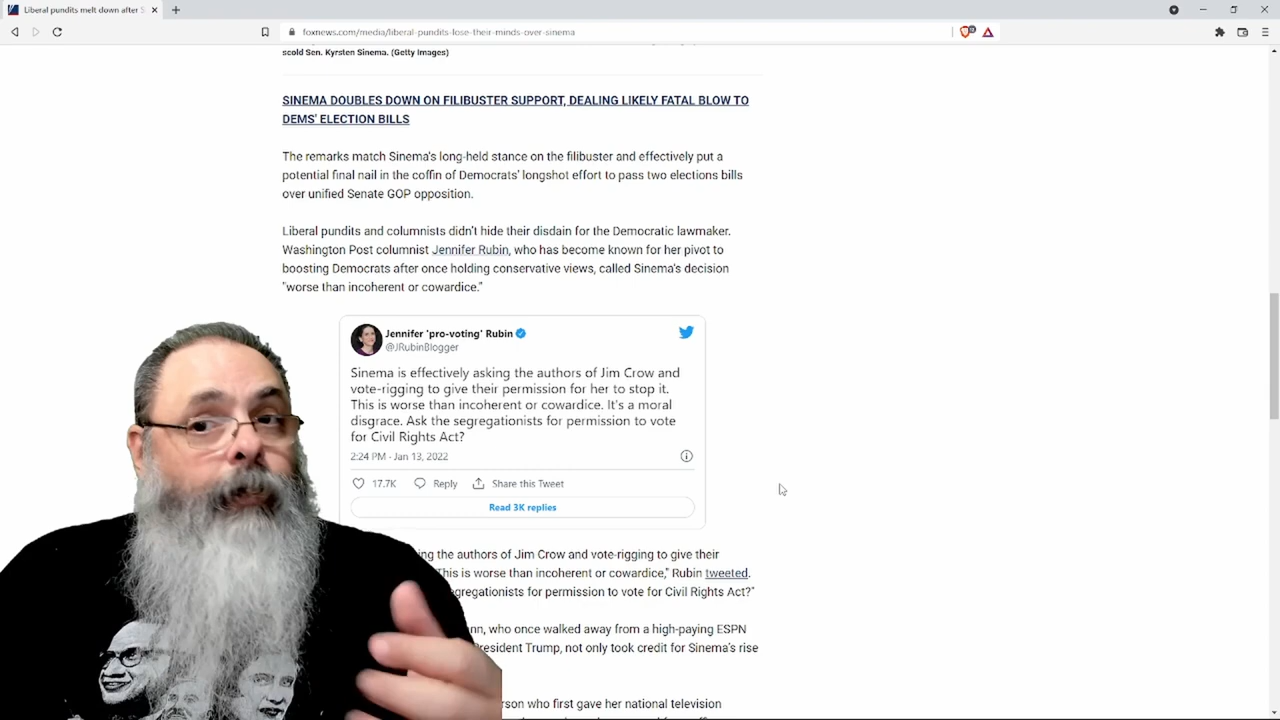 Liberal pundits melt down after S
foxnews.com/media/liberal-pundits-lose-their-minds-over-sinema
scold Sen. Kyrsten Sinema. (Getty Images)
SINEMA DOUBLES DOWN ON FILIBUSTER SUPPORT, DEALING LIKELY FATAL BLOW TO
DEMS' ELECTION BILLS
The remarks match Sinema's long-held stance on the filibuster and effectively put a
potential final nail in the coffin of Democrats' longshot effort to pass two elections bills
over unified Senate GOP opposition.
Liberal pundits and columnists didn't hide their disdain for the Democratic lawmaker.
Washington Post columnist Jennifer Rubin, who has become known for her pivot to
boosting Democrats after once holding conservative views, called Sinema's decision
"worse than incoherent or cowardice."
Jennifer 'pro-voting' Rubin
@JRubinBlogger
Sinema is effectively asking the authors of Jim Crow and
vote-rigging to give their permission for her to stop it.
This is worse than incoherent or cowardice. It's a moral
disgrace. Ask the segregationists for permission to vote
for Civil Rights Act?
2:24 PM · Jan 13, 2022
17.7K Reply Share this Tweet
Read 3K replies
ing the authors of Jim Crow and vote-rigging to give their
This is worse than incoherent or cowardice," Rubin tweeted.
egregationists for permission to vote for Civil Rights Act?"
nn, who once walked away from a high-paying ESPN
resident Trump, not only took credit for Sinema's rise
rson who first gave her national television